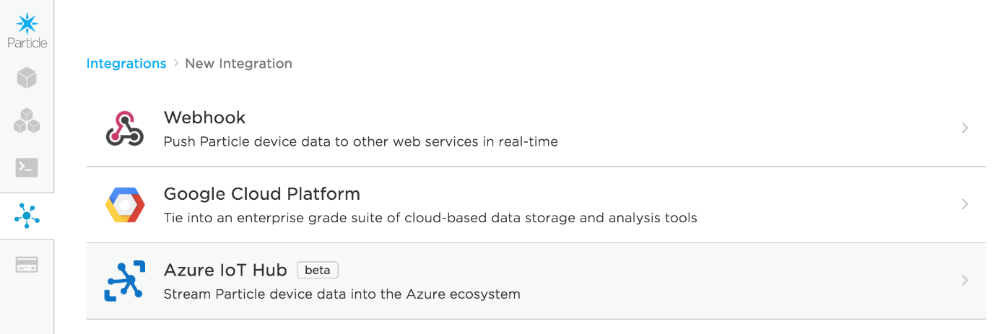 Particle
Integrations > New Integration
Webhook
Push Particle device data to other web services in real-time
Google Cloud Platform
Tie into an enterprise grade suite of cloud-based data storage and analysis tools
Azure IoT Hub beta
Stream Particle device data into the Azure ecosystem